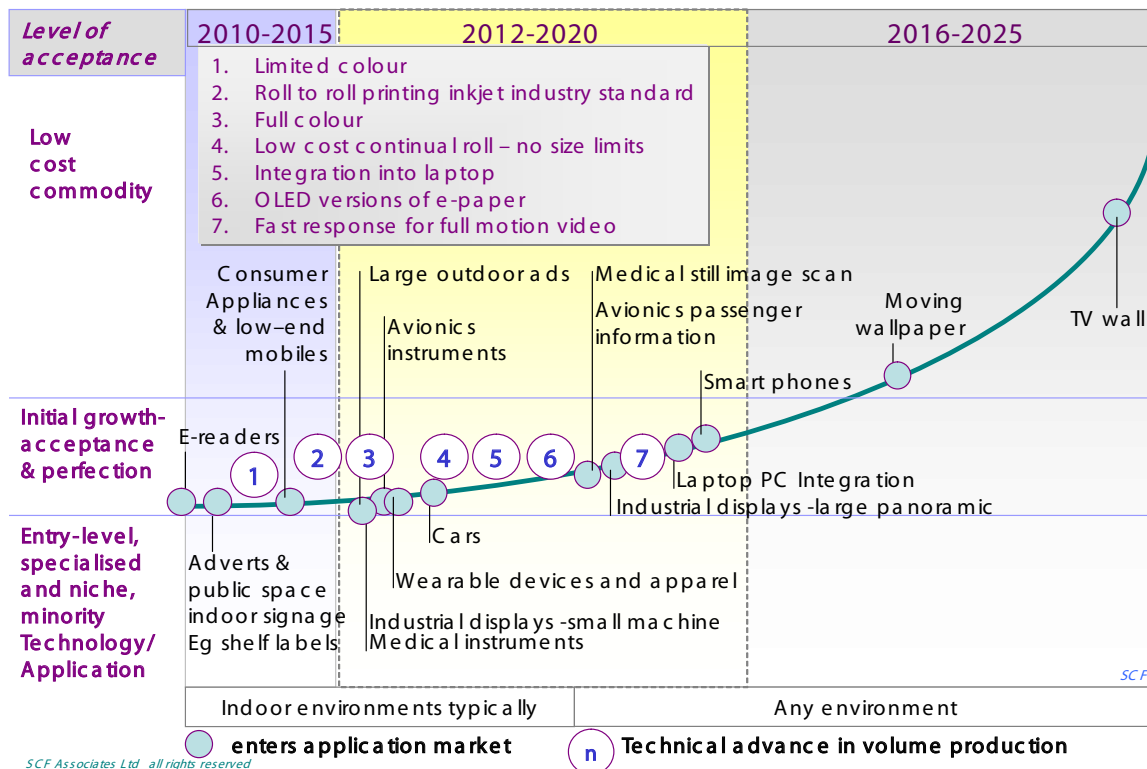 Level of
acceptance
2010-2015
2012-2020
2016-2025
1. Limited colour
2. Roll to roll printing inkjet industry standard
3. Full colour
4. Low cost continual roll – no size limits
5. Integration into laptop
6. OLED versions of e-paper
7. Fast response for full motion video
Low
cost
commodity
Consumer
Appliances
& low–end
mobiles
Large outdoor ads
Avionics
instruments
Medical still image scan
Avionics passenger
information
Moving
wallpaper
TV wall
Smart phones
Initial growth-
acceptance
& perfection
E-readers
1
2
3
4
5
6
7
Laptop PC Integration
Industrial displays -large panoramic
Cars
Entry-level,
specialised
and niche,
minority
Technology/
Application
Adverts &
public space
indoor signage
Eg shelf labels
Wearable devices and apparel
Industrial displays -small machine
Medical instruments
SCF
Indoor environments typically
Any environment
enters application market
n
Technical advance in volume production
SCF Associates Ltd all rights reserved